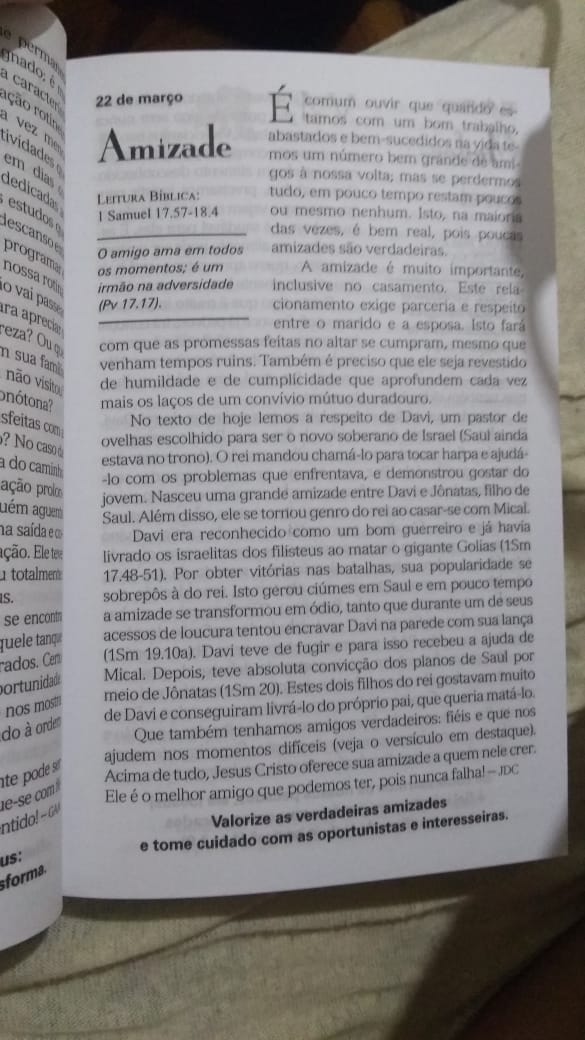 22 de março
Amizade
LEITURA BÍBLICA:
1 Samuel 17.57-18.4
O amigo ama em todos
os momentos; é um
irmão na adversidade
(Pv 17.17).
É comum ouvir que quando es-
tamos com um bom trabalho,
abastados e bem-sucedidos na vida te-
mos um número bem grande de ami-
gos à nossa volta; mas se perdermos
tudo, em pouco tempo restam poucos
ou mesmo nenhum. Isto, na maioria
das vezes, é bem real, pois poucas
amizades são verdadeiras.
A amizade é muito importante,
inclusive no casamento. Este rela-
cionamento exige parceria e respeito
entre o marido e a esposa. Isto fará
com que as promessas feitas no altar se cumpram, mesmo que
venham tempos ruins. Também é preciso que ele seja revestido
de humildade e de cumplicidade que aprofundem cada vez
mais os laços de um convívio mútuo duradouro.
No texto de hoje lemos a respeito de Davi, um pastor de
ovelhas escolhido para ser o novo soberano de Israel (Saul ainda
estava no trono). O rei mandou chamá-lo para tocar harpa e ajudá-
-lo com os problemas que enfrentava, e demonstrou gostar do
jovem. Nasceu uma grande amizade entre Davi e Jônatas, filho de
Saul. Além disso, ele se tornou genro do rei ao casar-se com Mical.
Davi era reconhecido como um bom guerreiro e já havia
livrado os israelitas dos filisteus ao matar o gigante Golias (1Sm
17.48-51). Por obter vitórias nas batalhas, sua popularidade se
sobrepôs à do rei. Isto gerou ciúmes em Saul e em pouco tempo
a amizade se transformou em ódio, tanto que durante um de seus
acessos de loucura tentou encravar Davi na parede com sua lança
(1Sm 19.10a). Davi teve de fugir e para isso recebeu a ajuda de
Mical. Depois, teve absoluta convicção dos planos de Saul por
meio de Jônatas (1Sm 20). Estes dois filhos do rei gostavam muito
de Davi e conseguiram livrá-lo do próprio pai, que queria matá-lo.
Que também tenhamos amigos verdadeiros: fiéis e que nos
ajudem nos momentos difíceis (veja o versículo em destaque).
Acima de tudo, Jesus Cristo oferece sua amizade a quem nele crer.
Ele é o melhor amigo que podemos ter, pois nunca falha! – JDC
Valorize as verdadeiras amizades
e tome cuidado com as oportunistas e interesseiras.